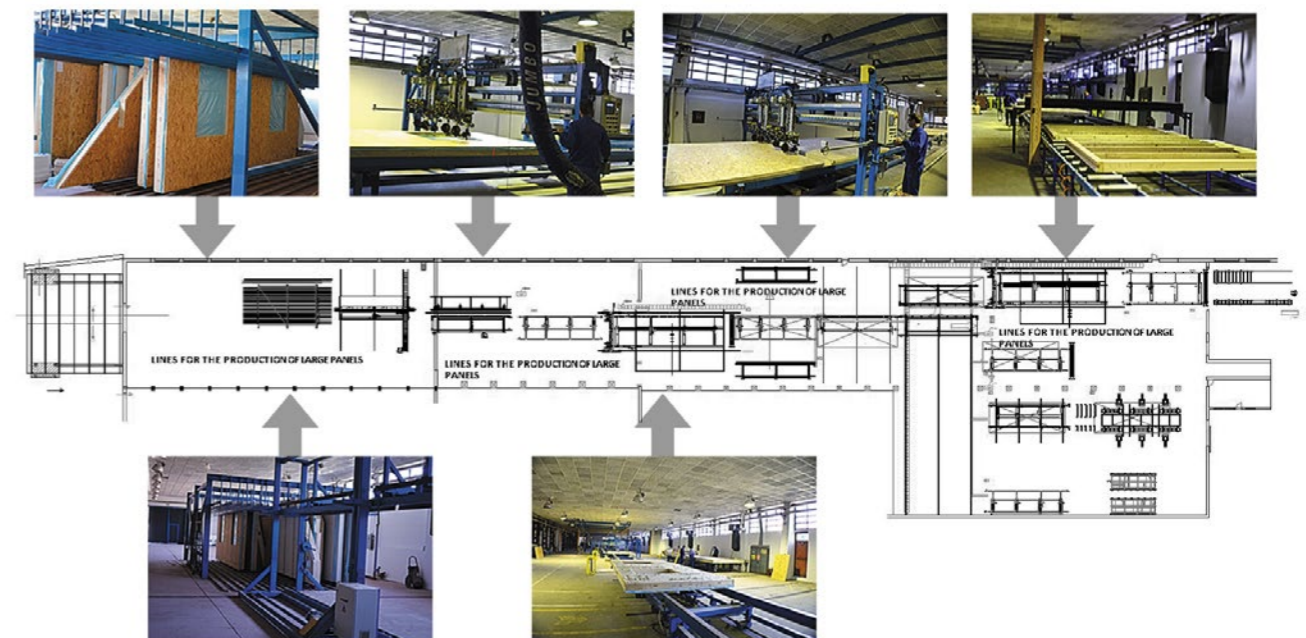 JUMBO
LINES FOR THE PRODUCTION OF LARGE
PANELS
LINES FOR THE PRODUCTION OF LARGE PANELS
LINES FOR THE PRODUCTION OF LARGE
PANELS
LINES FOR THE PRODUCTION OF LARGE
PANELS